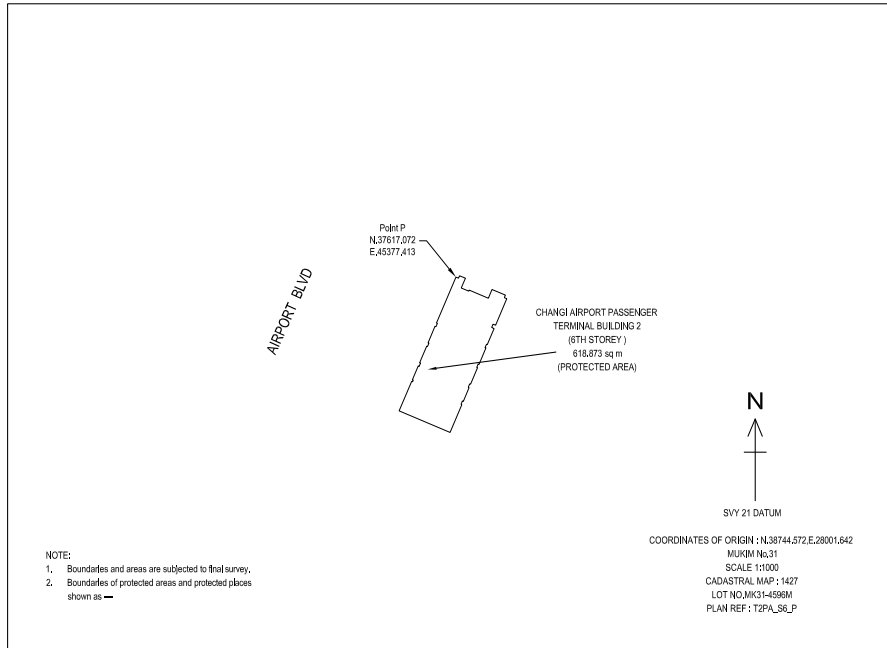 Point P
N.37617.072
E.45377.413
AIRPORT BLVD
CHANGI AIRPORT PASSENGER
TERMINAL BUILDING 2
(6TH STOREY )
618.873 sq m
(PROTECTED AREA)
N
SVY 21 DATUM
COORDINATES OF ORIGIN : N.38744.572,E.28001.642
MUKIM No.31
SCALE 1:1000
CADASTRAL MAP : 1427
LOT NO.MK31-4596M
PLAN REF : T2PA_S6_P
NOTE:
1. Boundaries and areas are subjected to final survey.
2. Boundaries of protected areas and protected places
shown as —